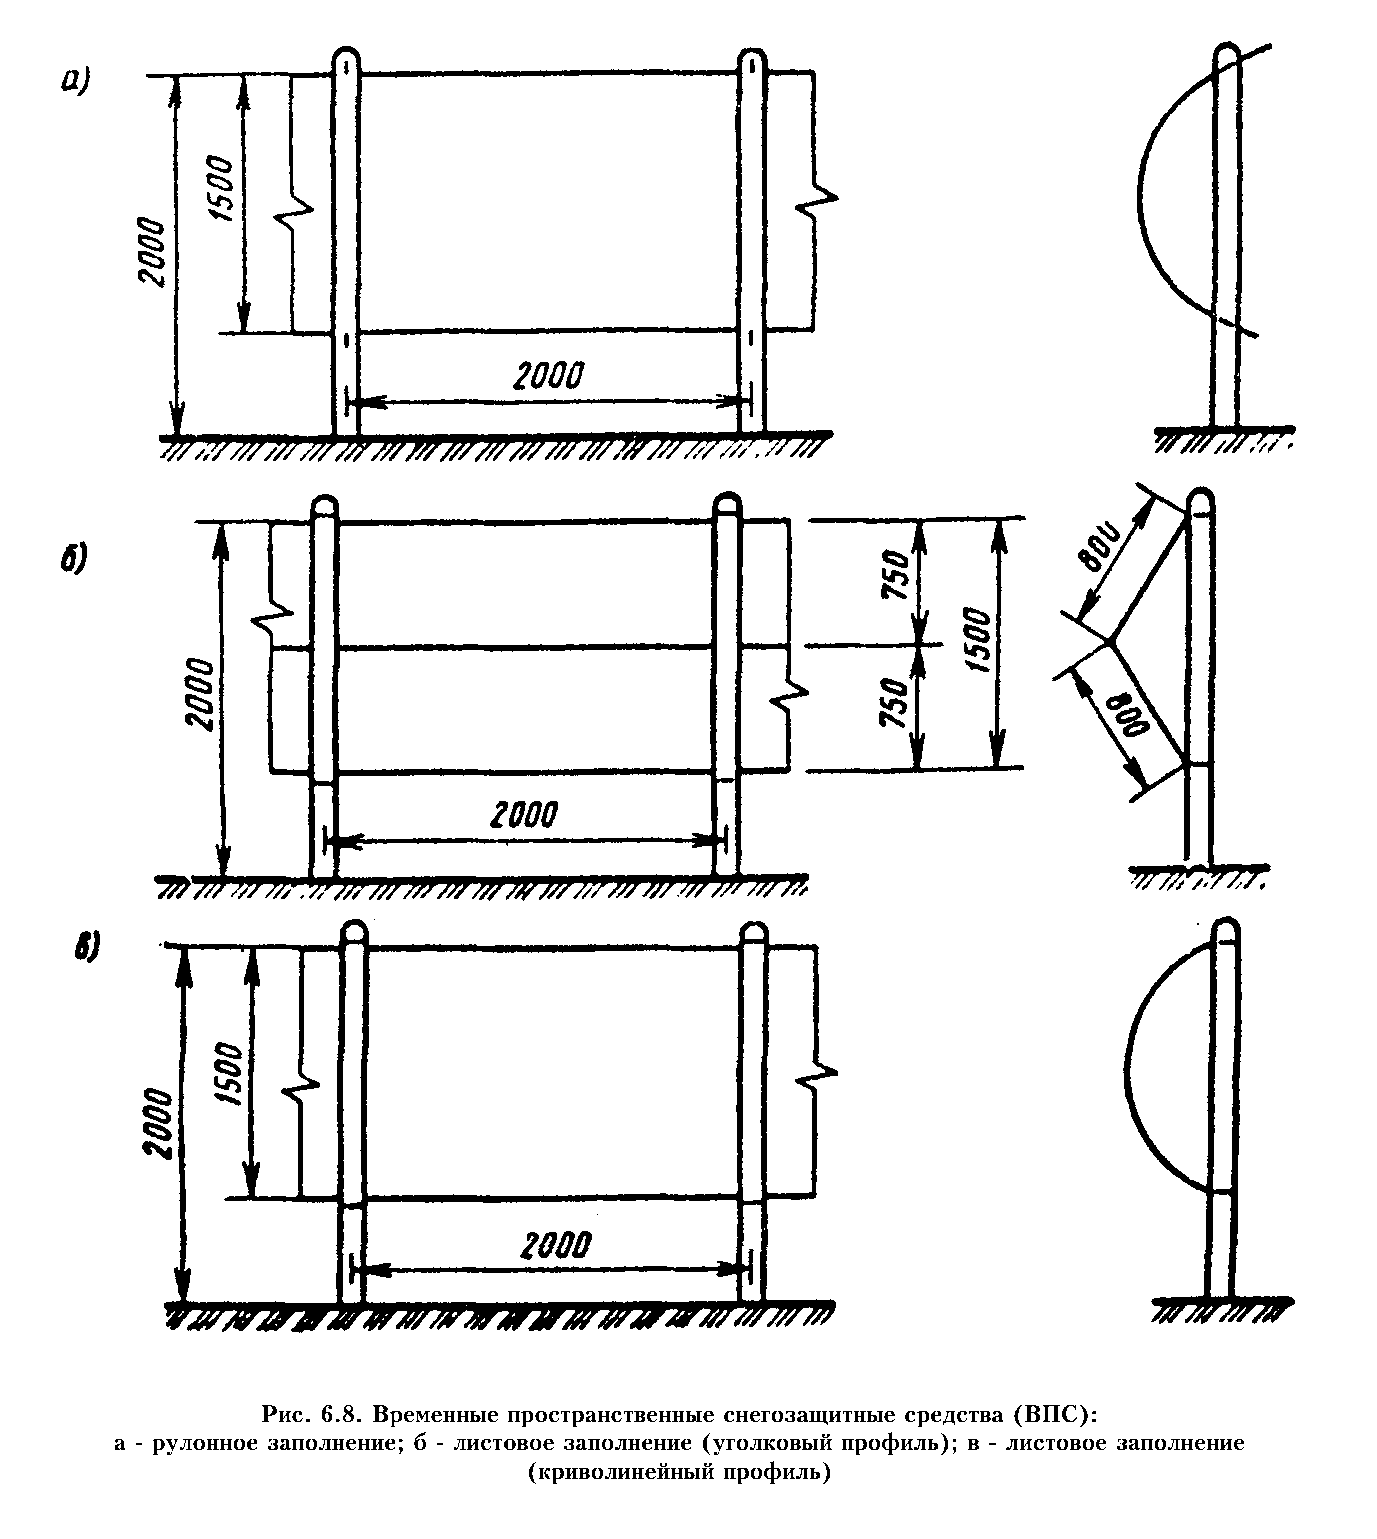 а)
2000
1500
2000
б)
2000
2000
750
750
1500
800
800
в)
2000
1500
2000
Рис. 6.8. Временные пространственные снегозащитные средства (ВПС):
а - рулонное заполнение; б - листовое заполнение (уголковый профиль); в - листовое заполнение
(криволинейный профиль)